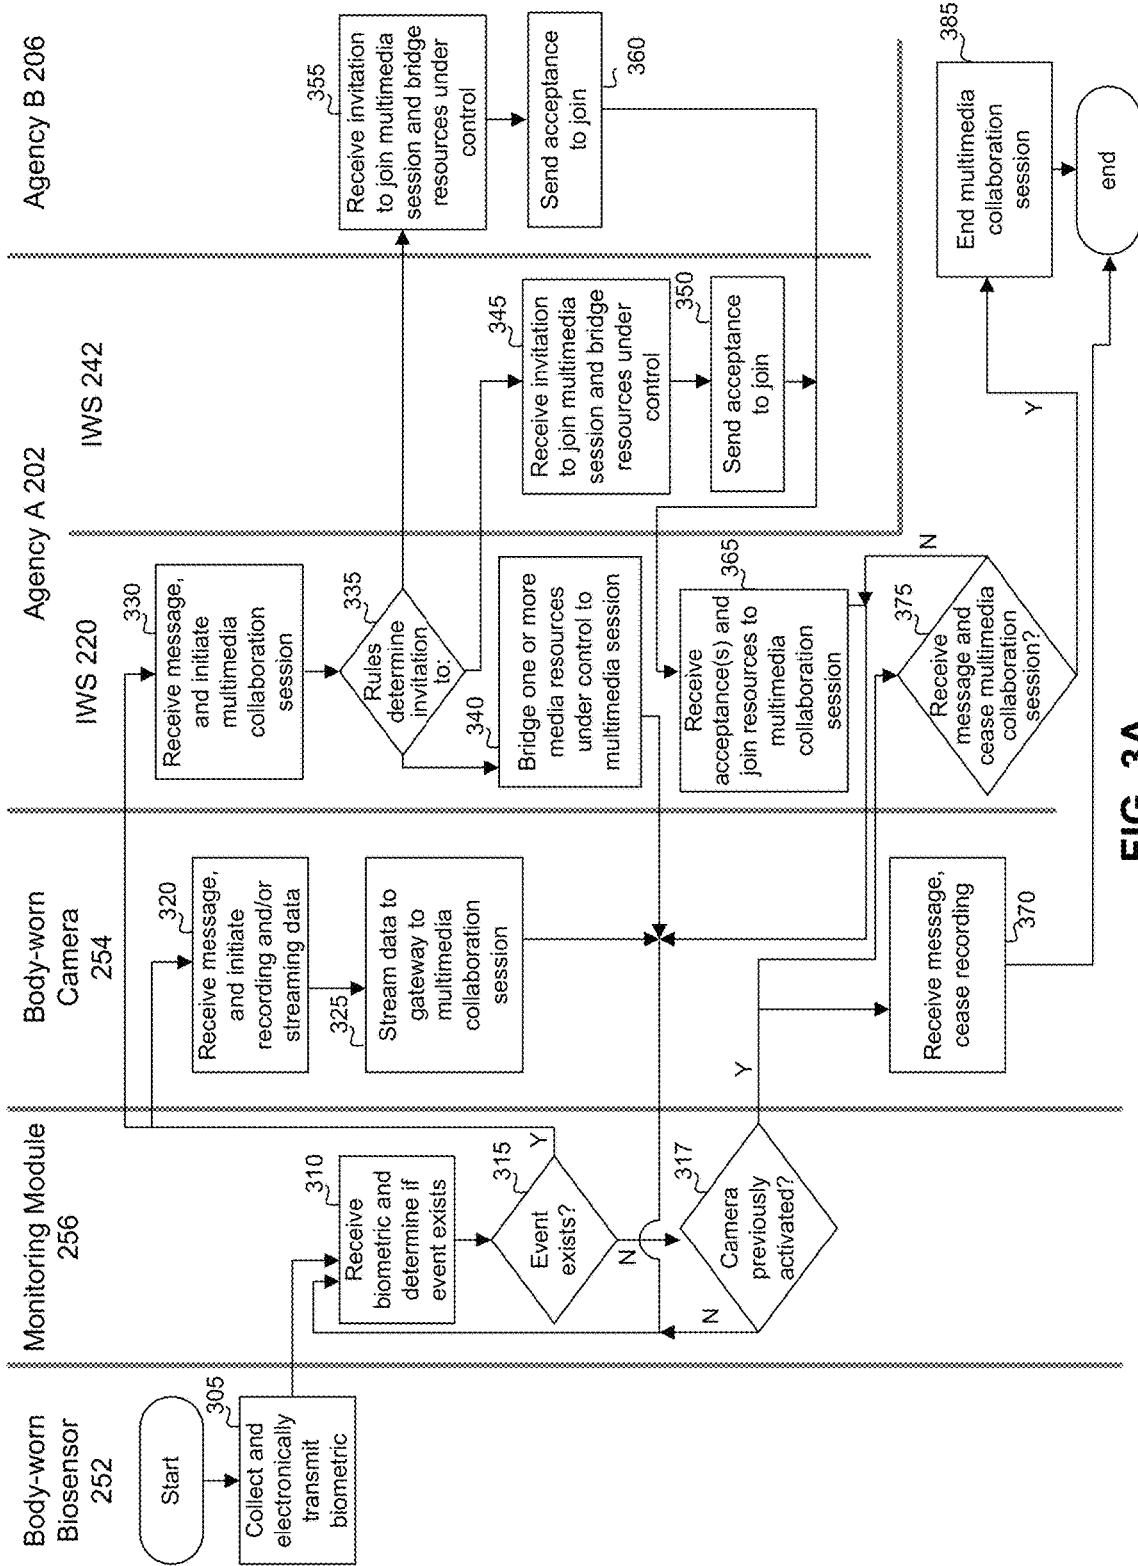 Body-worn
Biosensor
252
Start
305
Collect and
electronically
transmit
biometric
Monitoring Module
256
310
Receive
biometric and
determine if
event exists
315
Event
exists?
Y
N
317
Camera
previously
activated?
Y
N
Body-worn
Camera
254
320
Receive message,
and initiate
recording and/or
streaming data
325
Stream data to
gateway to
multimedia
collaboration
session
Receive message,
cease recording
370
Agency A 202
IWS 220
330
Receive message,
and initiate
multimedia
collaboration
session
335
Rules
determine
invitation
to:
340
Bridge one or more
media resources
under control to
multimedia session
365
Receive
acceptance(s) and
join resources to
multimedia
collaboration
session
375
Receive
message and
cease multimedia
collaboration
session?
N
Y
IWS 242
345
Receive invitation
to join multimedia
session and bridge
resources under
control
350
Send acceptance
to join
Agency B 206
355
Receive invitation
to join multimedia
session and bridge
resources under
control
360
Send acceptance
to join
385
End multimedia
collaboration
session
end
FIG. 3A